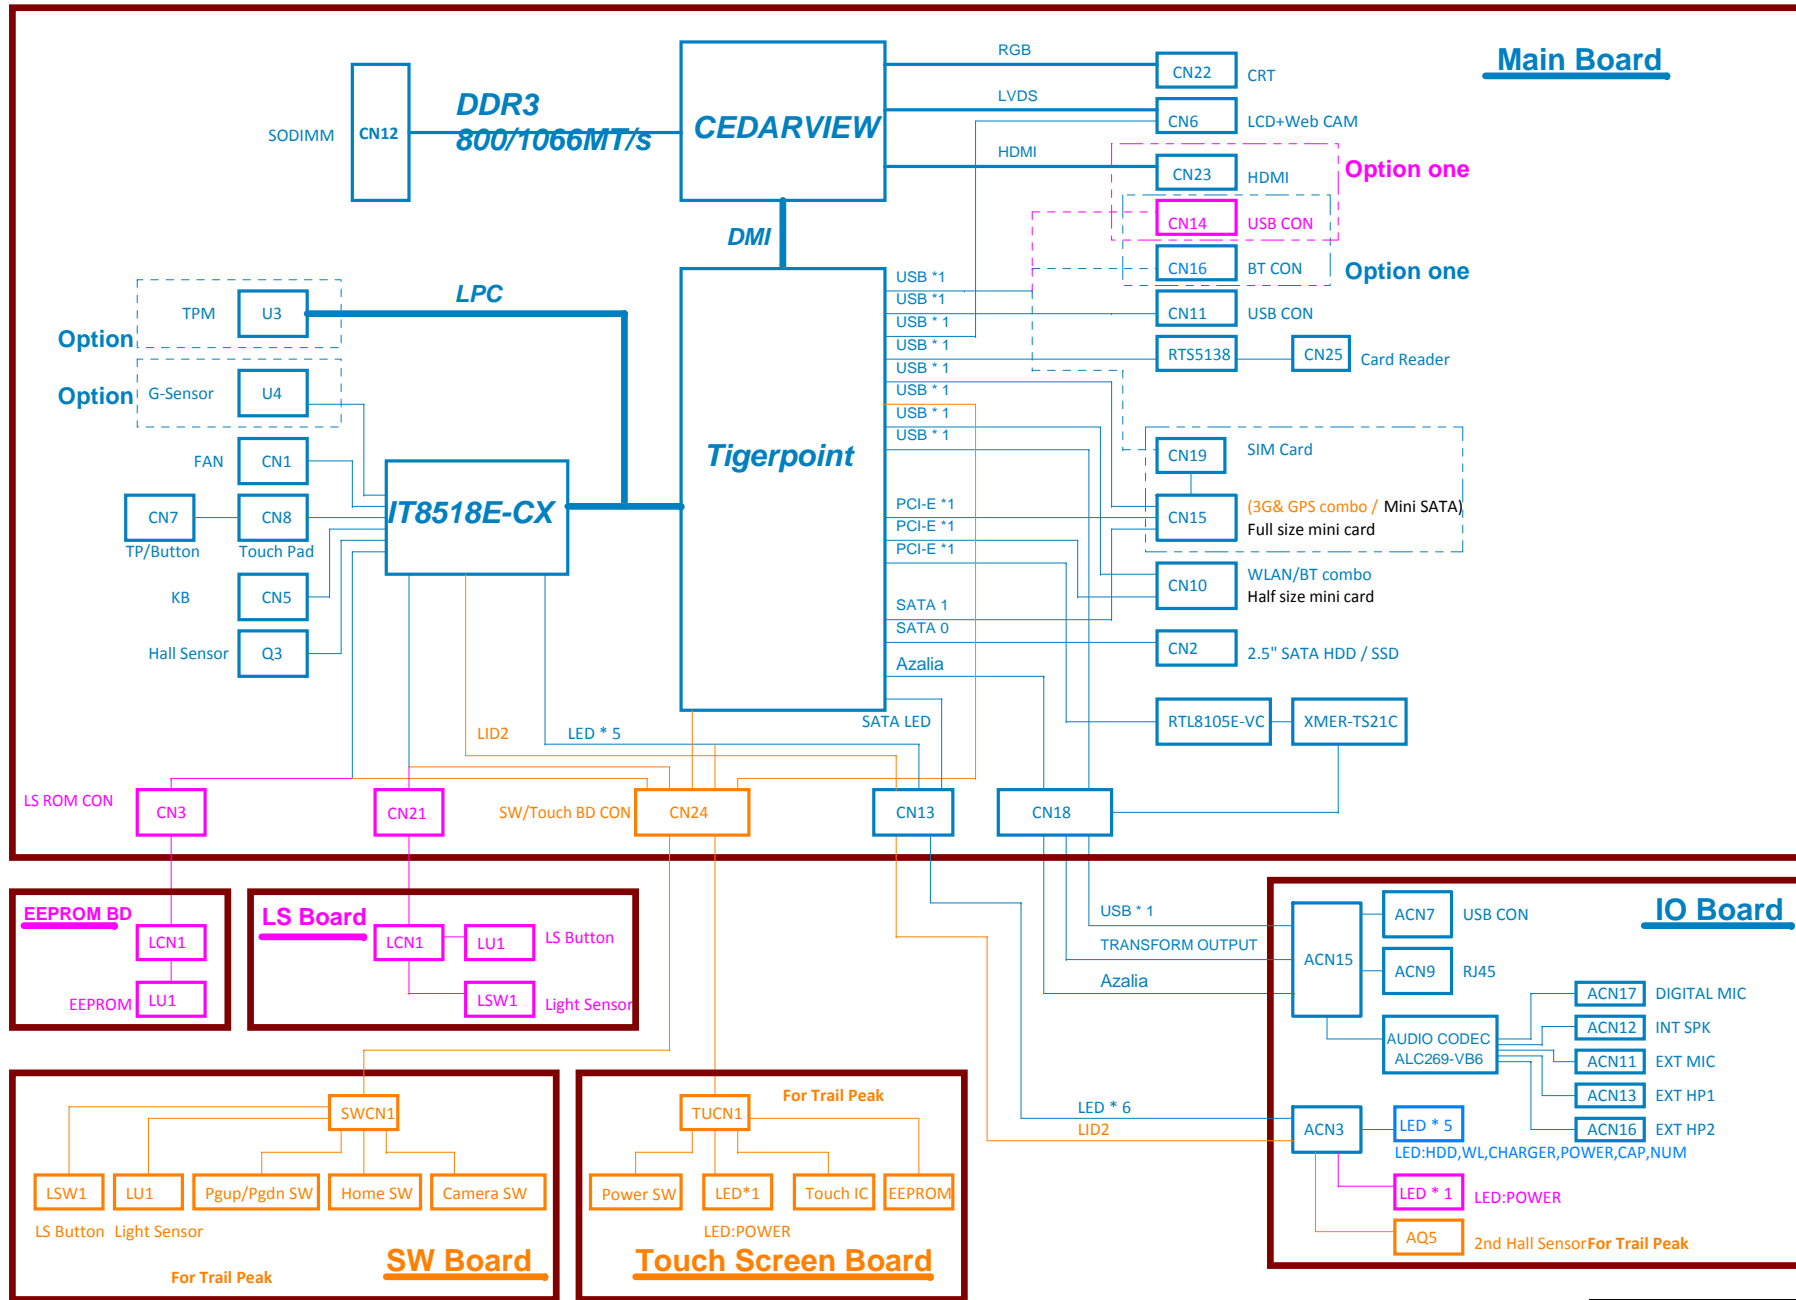 Main Board
RGB
CN22
CRT
LVDS
CN6
LCD+Web CAM
SODIMM
CN12
DDR3
800/1066MT/s
CEDARVIEW
HDMI
CN23
HDMI
Option one
CN14
USB CON
DMI
CN16
BT CON
Option one
USB *1
USB *1
CN11
USB CON
USB * 1
USB * 1
RTS5138
CN25
Card Reader
USB * 1
USB * 1
USB * 1
USB * 1
LPC
TPM
U3
Option
G-Sensor
U4
Option
FAN
CN1
CN7
CN8
TP/Button
Touch Pad
KB
CN5
Hall Sensor
Q3
IT8518E-CX
Tigerpoint
CN19
SIM Card
PCI-E *1
PCI-E *1
PCI-E *1
CN15
(3G& GPS combo / Mini SATA)
Full size mini card
CN10
WLAN/BT combo
Half size mini card
SATA 1
SATA 0
CN2
2.5" SATA HDD / SSD
Azalia
SATA LED
RTL8105E-VC
XMER-TS21C
LID2
LED * 5
LS ROM CON
CN3
CN21
SW/Touch BD CON
CN24
CN13
CN18
EEPROM BD
LCN1
EEPROM
LU1
LS Board
LCN1
LU1
LS Button
LSW1
Light Sensor
USB * 1
TRANSFORM OUTPUT
Azalia
IO Board
ACN15
ACN7
USB CON
ACN9
RJ45
AUDIO CODEC
ALC269-VB6
ACN17
DIGITAL MIC
ACN12
INT SPK
ACN11
EXT MIC
ACN13
EXT HP1
ACN16
EXT HP2
LED * 6
LID2
ACN3
LED * 5
LED:HDD,WL,CHARGER,POWER,CAP,NUM
LED * 1
LED:POWER
AQ5
2nd Hall Sensor For Trail Peak
SWCN1
LSW1
LU1
Pgup/Pgdn SW
Home SW
Camera SW
LS Button
Light Sensor
SW Board
For Trail Peak
For Trail Peak
TUCN1
Power SW
LED*1
Touch IC
EEPROM
LED:POWER
Touch Screen Board